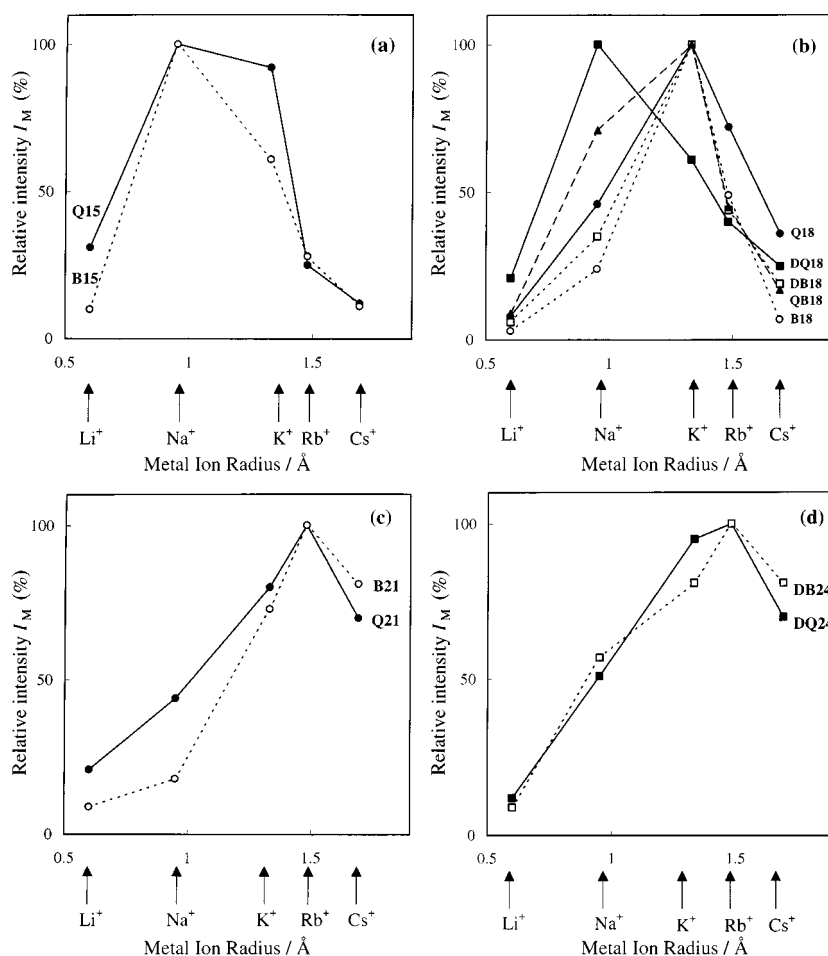 (a)
Relative intensity I_M (%)
100
50
0
Q15
B15
0.5
1
1.5
Li⁺
Na⁺
K⁺
Rb⁺
Cs⁺
Metal Ion Radius / Å
(b)
Relative intensity I_M (%)
100
50
0
Q18
DQ18
DB18
QB18
B18
0.5
1
1.5
Li⁺
Na⁺
K⁺
Rb⁺
Cs⁺
Metal Ion Radius / Å
(c)
Relative intensity I_M (%)
100
50
0
B21
Q21
0.5
1
1.5
Li⁺
Na⁺
K⁺
Rb⁺
Cs⁺
Metal Ion Radius / Å
(d)
Relative intensity I_M (%)
100
50
0
DB24
DQ24
0.5
1
1.5
Li⁺
Na⁺
K⁺
Rb⁺
Cs⁺
Metal Ion Radius / Å